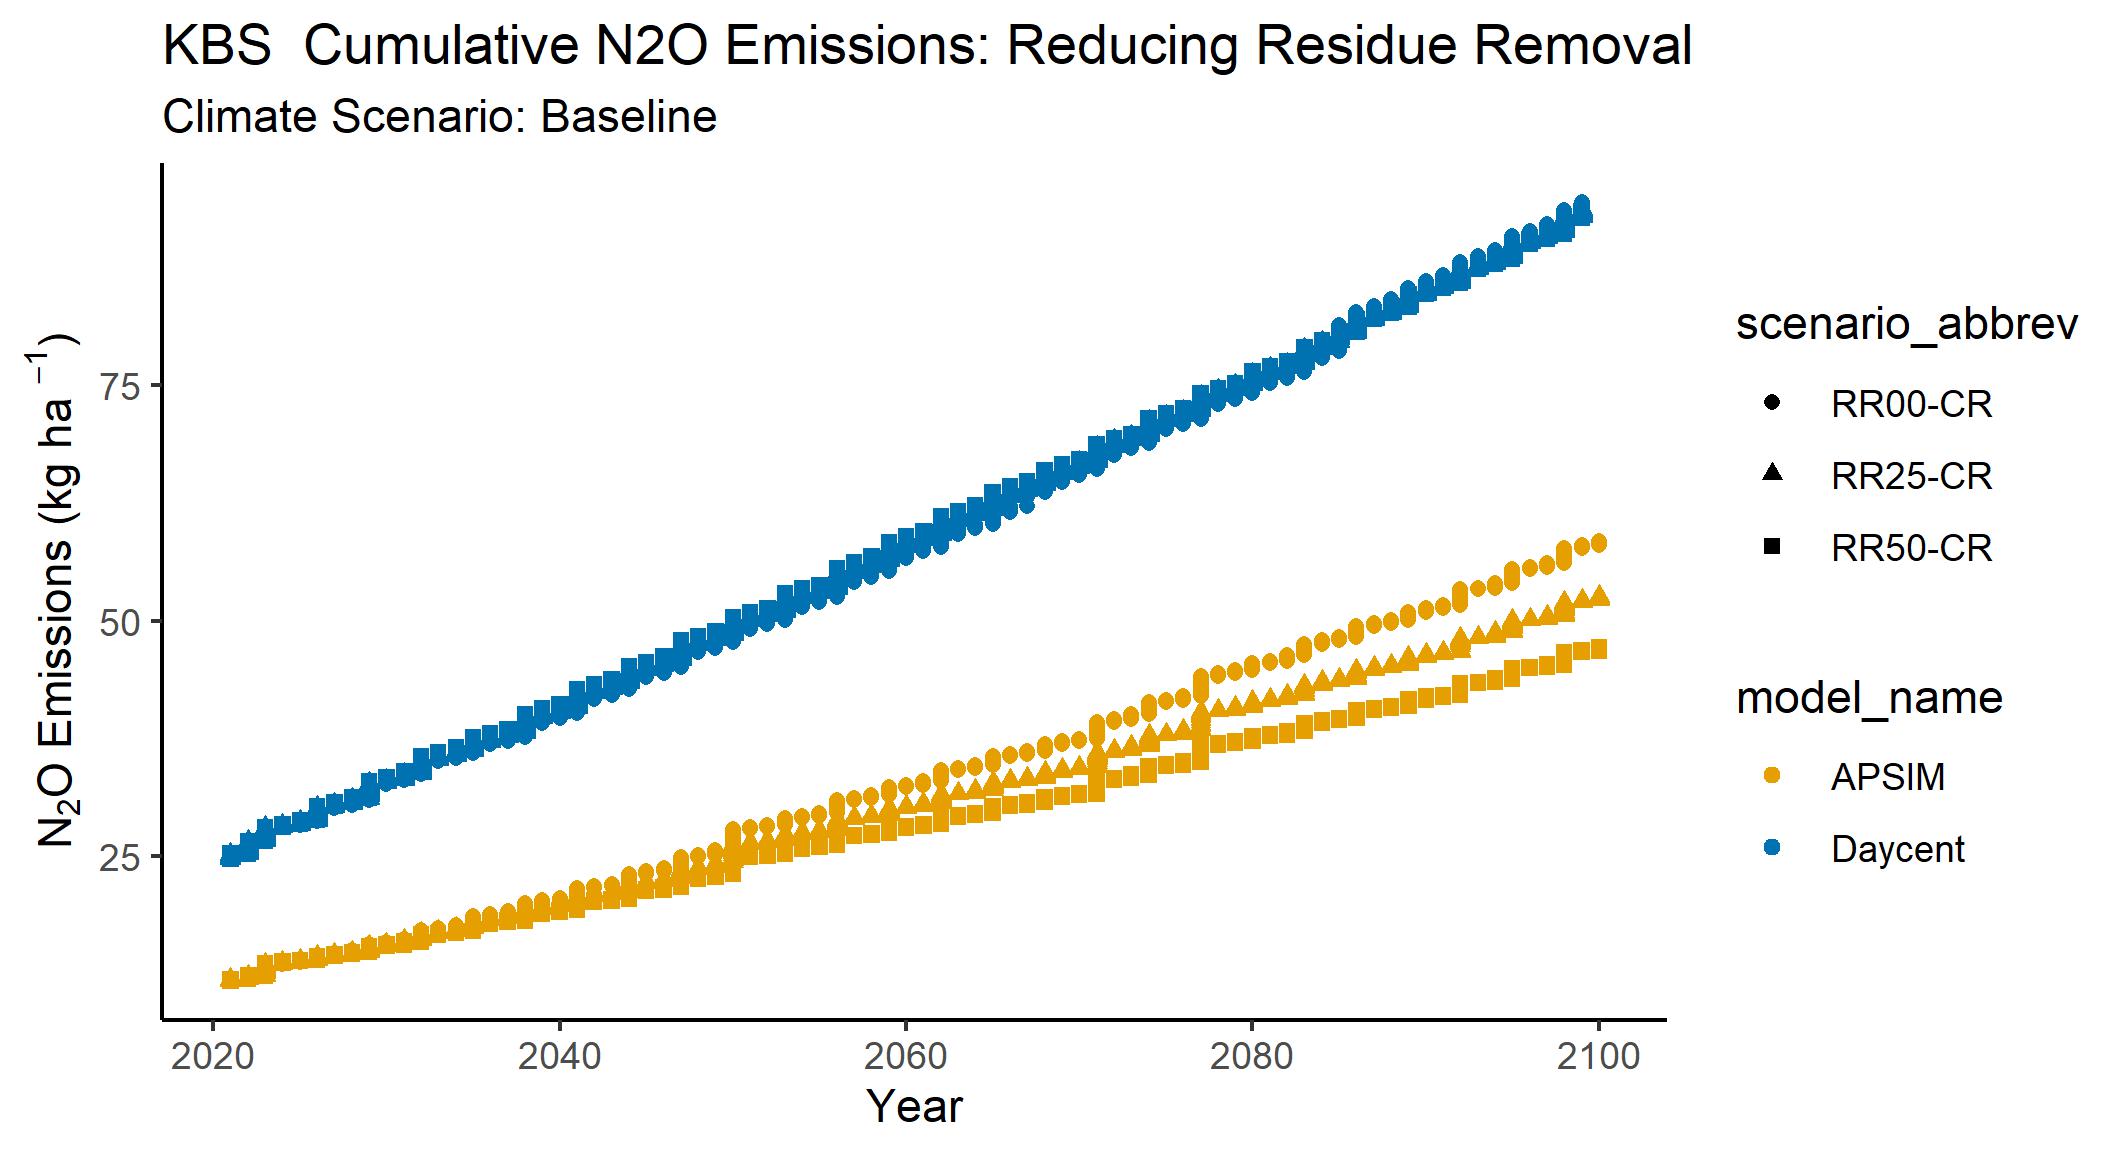 KBS  Cumulative N2O Emissions: Reducing Residue Removal
Climate Scenario: Baseline
N₂O Emissions (kg ha ⁻¹)
75
50
25
2020 2040 2060 2080 2100
Year
scenario_abbrev
RR00-CR
RR25-CR
RR50-CR
model_name
APSIM
Daycent